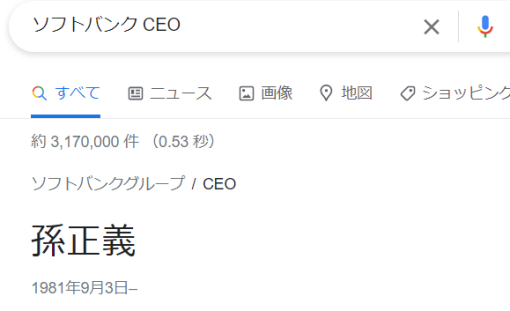 ソフトバンク CEO
すべて ニュース 画像 地図 ショッピング
約 3,170,000 件 （0.53 秒）
ソフトバンクグループ / CEO
孫正義
1981年9月3日–